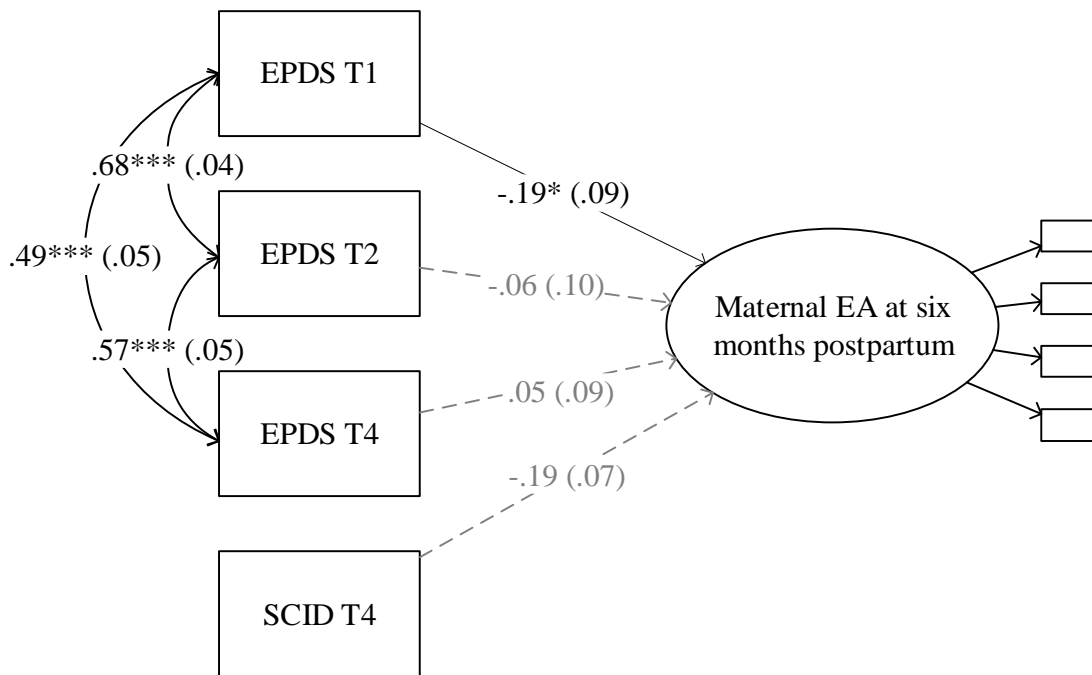 EPDS T1
.68*** (.04)
-.19* (.09)
EPDS T2
.49*** (.05)
-.06 (.10)
Maternal EA at six
months postpartum
.57*** (.05)
.05 (.09)
EPDS T4
-.19 (.07)
SCID T4